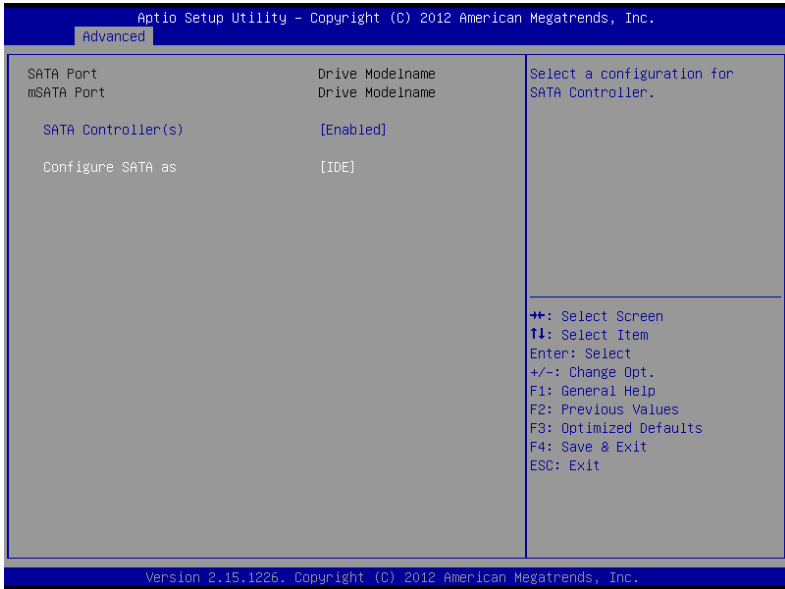 Aptio Setup Utility – Copyright (C) 2012 American Megatrends, Inc.
Advanced
SATA Port Drive Modelname
mSATA Port Drive Modelname
SATA Controller(s) [Enabled]
Configure SATA as [IDE]
Select a configuration for
SATA Controller.
→←: Select Screen
↑↓: Select Item
Enter: Select
+/-: Change Opt.
F1: General Help
F2: Previous Values
F3: Optimized Defaults
F4: Save & Exit
ESC: Exit
Version 2.15.1226. Copyright (C) 2012 American Megatrends, Inc.